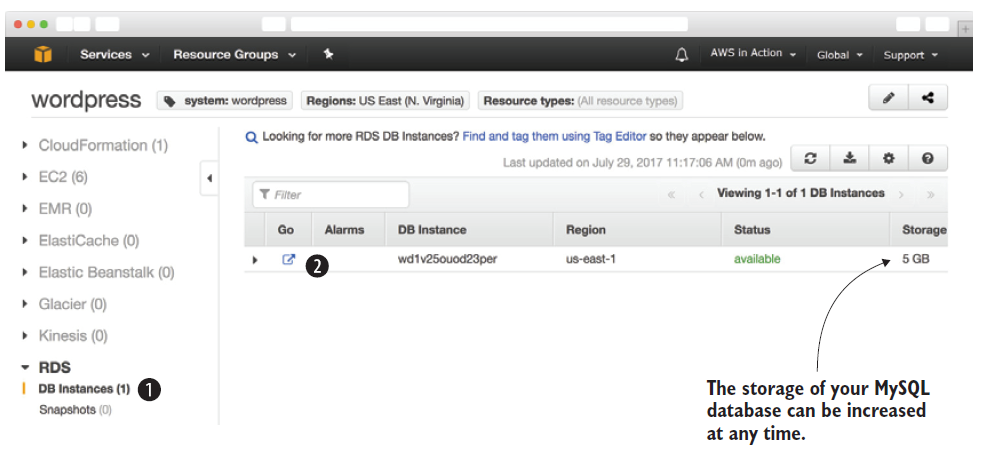 Services Resource Groups AWS in Action Global Support
wordpress system: wordpress Regions: US East (N. Virginia) Resource types: (All resource types)
CloudFormation (1)
EC2 (6)
EMR (0)
ElastiCache (0)
Elastic Beanstalk (0)
Glacier (0)
Kinesis (0)
RDS
DB Instances (1) 1
Snapshots (0)
Looking for more RDS DB Instances? Find and tag them using Tag Editor so they appear below.
Last updated on July 29, 2017 11:17:06 AM (0m ago)
Filter « ‹ Viewing 1-1 of 1 DB Instances › »
Go Alarms DB Instance Region Status Storage
2 wd1v25ouod23per us-east-1 available 5 GB
The storage of your MySQL
database can be increased
at any time.